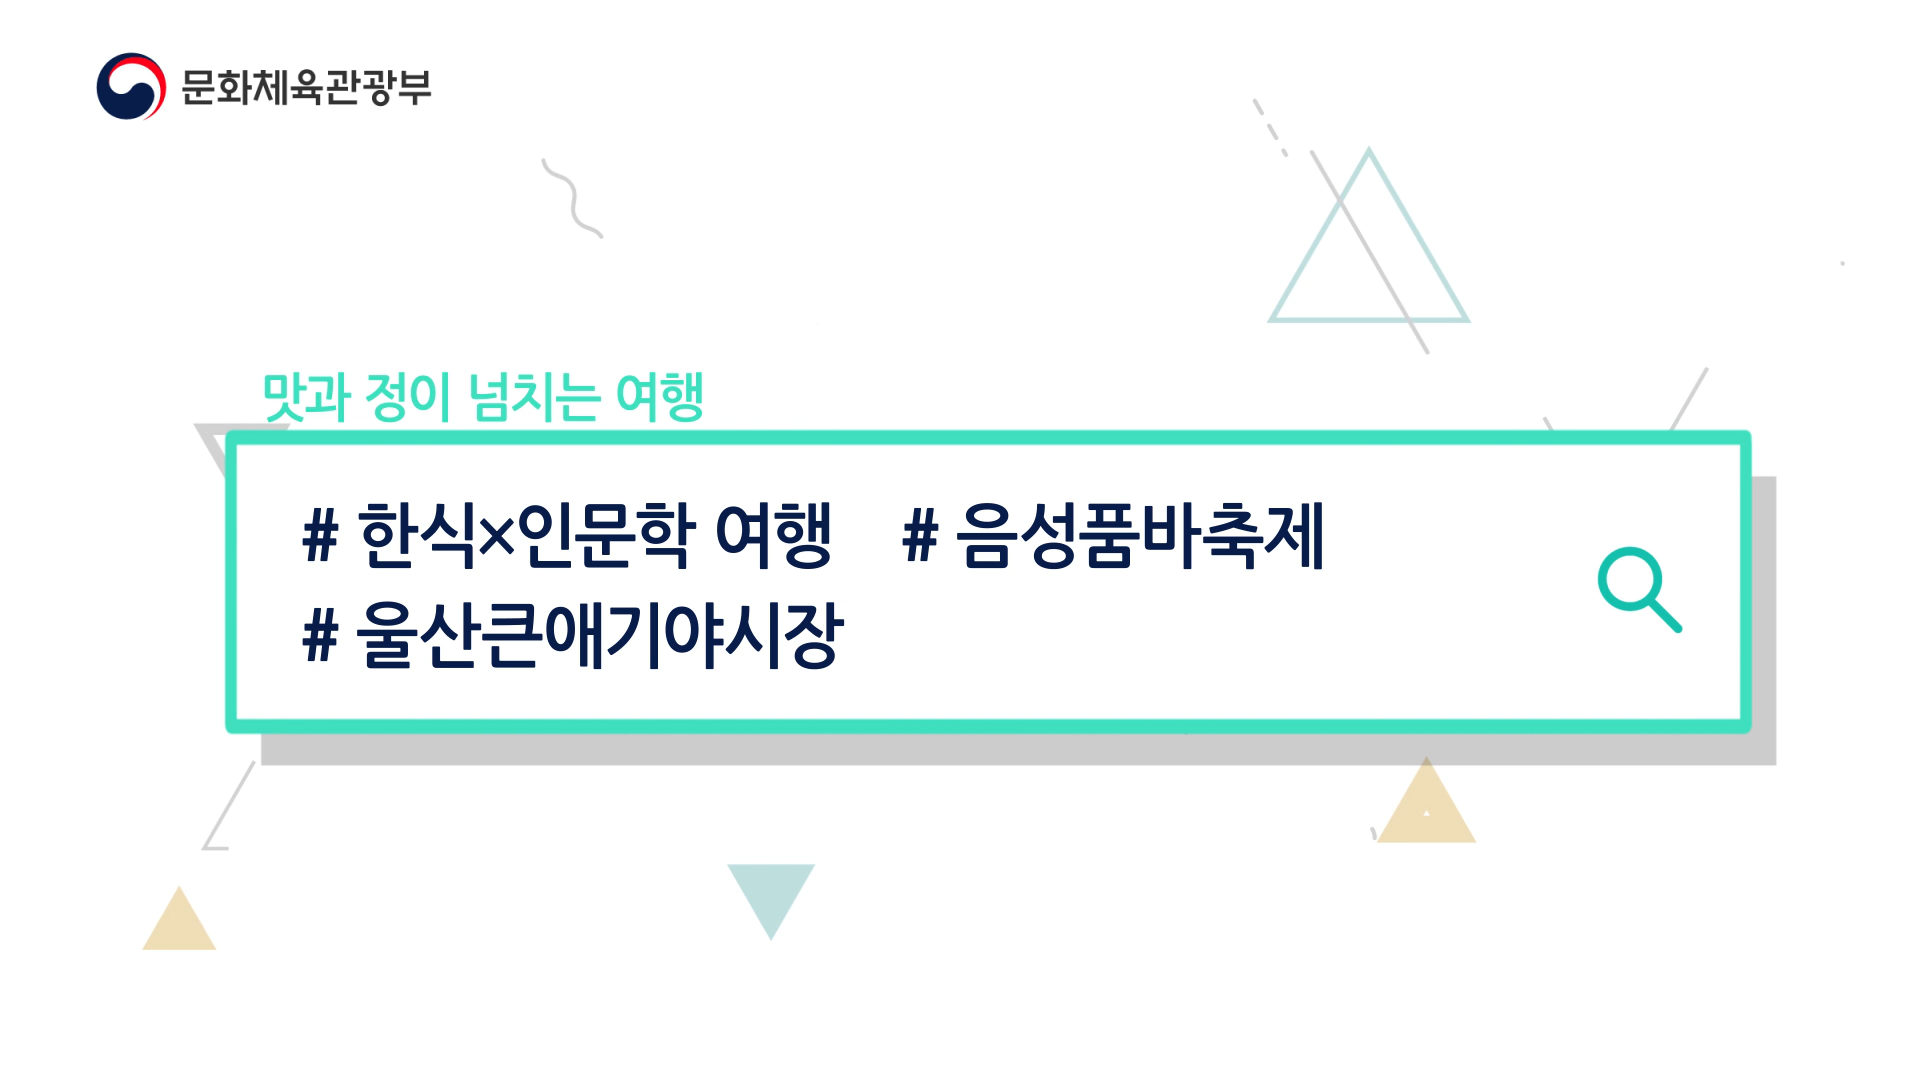 문화체육관광부
맛과 정이 넘치는 여행
# 한식×인문학 여행 # 음성품바축제
# 울산큰애기야시장